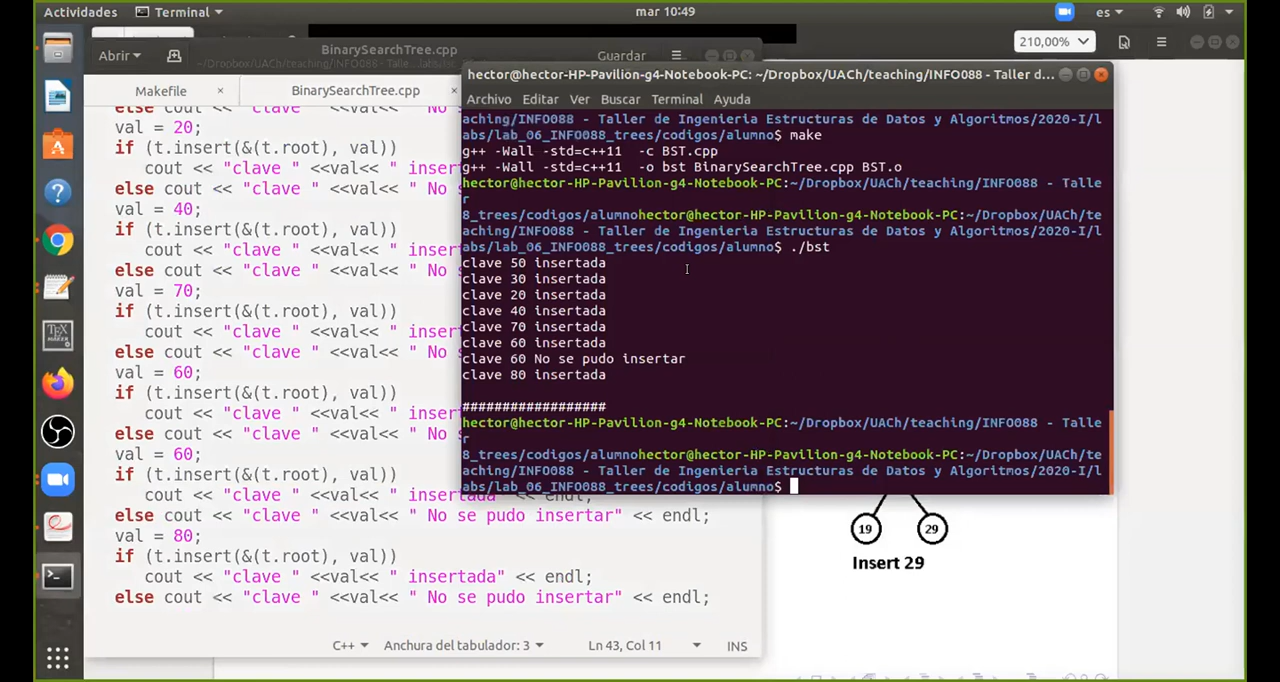 Actividades
Terminal
mar 10:49
es
Abrir
BinarySearchTree.cpp
Guardar
210,00%
Makefile ×
BinarySearchTree.cpp ×
else cout << "clave " <<val<< " No s
val = 20;
if (t.insert(&(t.root), val))
cout << "clave " <<val<< " inser
else cout << "clave " <<val<< " No s
val = 40;
if (t.insert(&(t.root), val))
cout << "clave " <<val<< " inser
else cout << "clave " <<val<< " No s
val = 70;
if (t.insert(&(t.root), val))
cout << "clave " <<val<< " inser
else cout << "clave " <<val<< " No s
val = 60;
if (t.insert(&(t.root), val))
cout << "clave " <<val<< " inser
else cout << "clave " <<val<< " No s
val = 60;
if (t.insert(&(t.root), val))
cout << "clave " <<val<< " insertada" << endl;
else cout << "clave " <<val<< " No se pudo insertar" << endl;
val = 80;
if (t.insert(&(t.root), val))
cout << "clave " <<val<< " insertada" << endl;
else cout << "clave " <<val<< " No se pudo insertar" << endl;
C++ Anchura del tabulador: 3 Ln 43, Col 11 INS
hector@hector-HP-Pavilion-g4-Notebook-PC: ~/Dropbox/UACh/teaching/INFO088 - Taller d...
Archivo Editar Ver Buscar Terminal Ayuda
aching/INFO088 - Taller de Ingenieria Estructuras de Datos y Algoritmos/2020-I/l
abs/lab_06_INFO088_trees/codigos/alumno$ make
g++ -Wall -std=c++11 -c BST.cpp
g++ -Wall -std=c++11 -o bst BinarySearchTree.cpp BST.o
hector@hector-HP-Pavilion-g4-Notebook-PC:~/Dropbox/UACh/teaching/INFO088 - Talle
r
8_trees/codigos/alumnohector@hector-HP-Pavilion-g4-Notebook-PC:~/Dropbox/UACh/te
aching/INFO088 - Taller de Ingenieria Estructuras de Datos y Algoritmos/2020-I/l
abs/lab_06_INFO088_trees/codigos/alumno$ ./bst
clave 50 insertada
clave 30 insertada
clave 20 insertada
clave 40 insertada
clave 70 insertada
clave 60 insertada
clave 60 No se pudo insertar
clave 80 insertada
##################
hector@hector-HP-Pavilion-g4-Notebook-PC:~/Dropbox/UACh/teaching/INFO088 - Talle
r
8_trees/codigos/alumnohector@hector-HP-Pavilion-g4-Notebook-PC:~/Dropbox/UACh/te
aching/INFO088 - Taller de Ingenieria Estructuras de Datos y Algoritmos/2020-I/l
abs/lab_06_INFO088_trees/codigos/alumno$
19 29
Insert 29